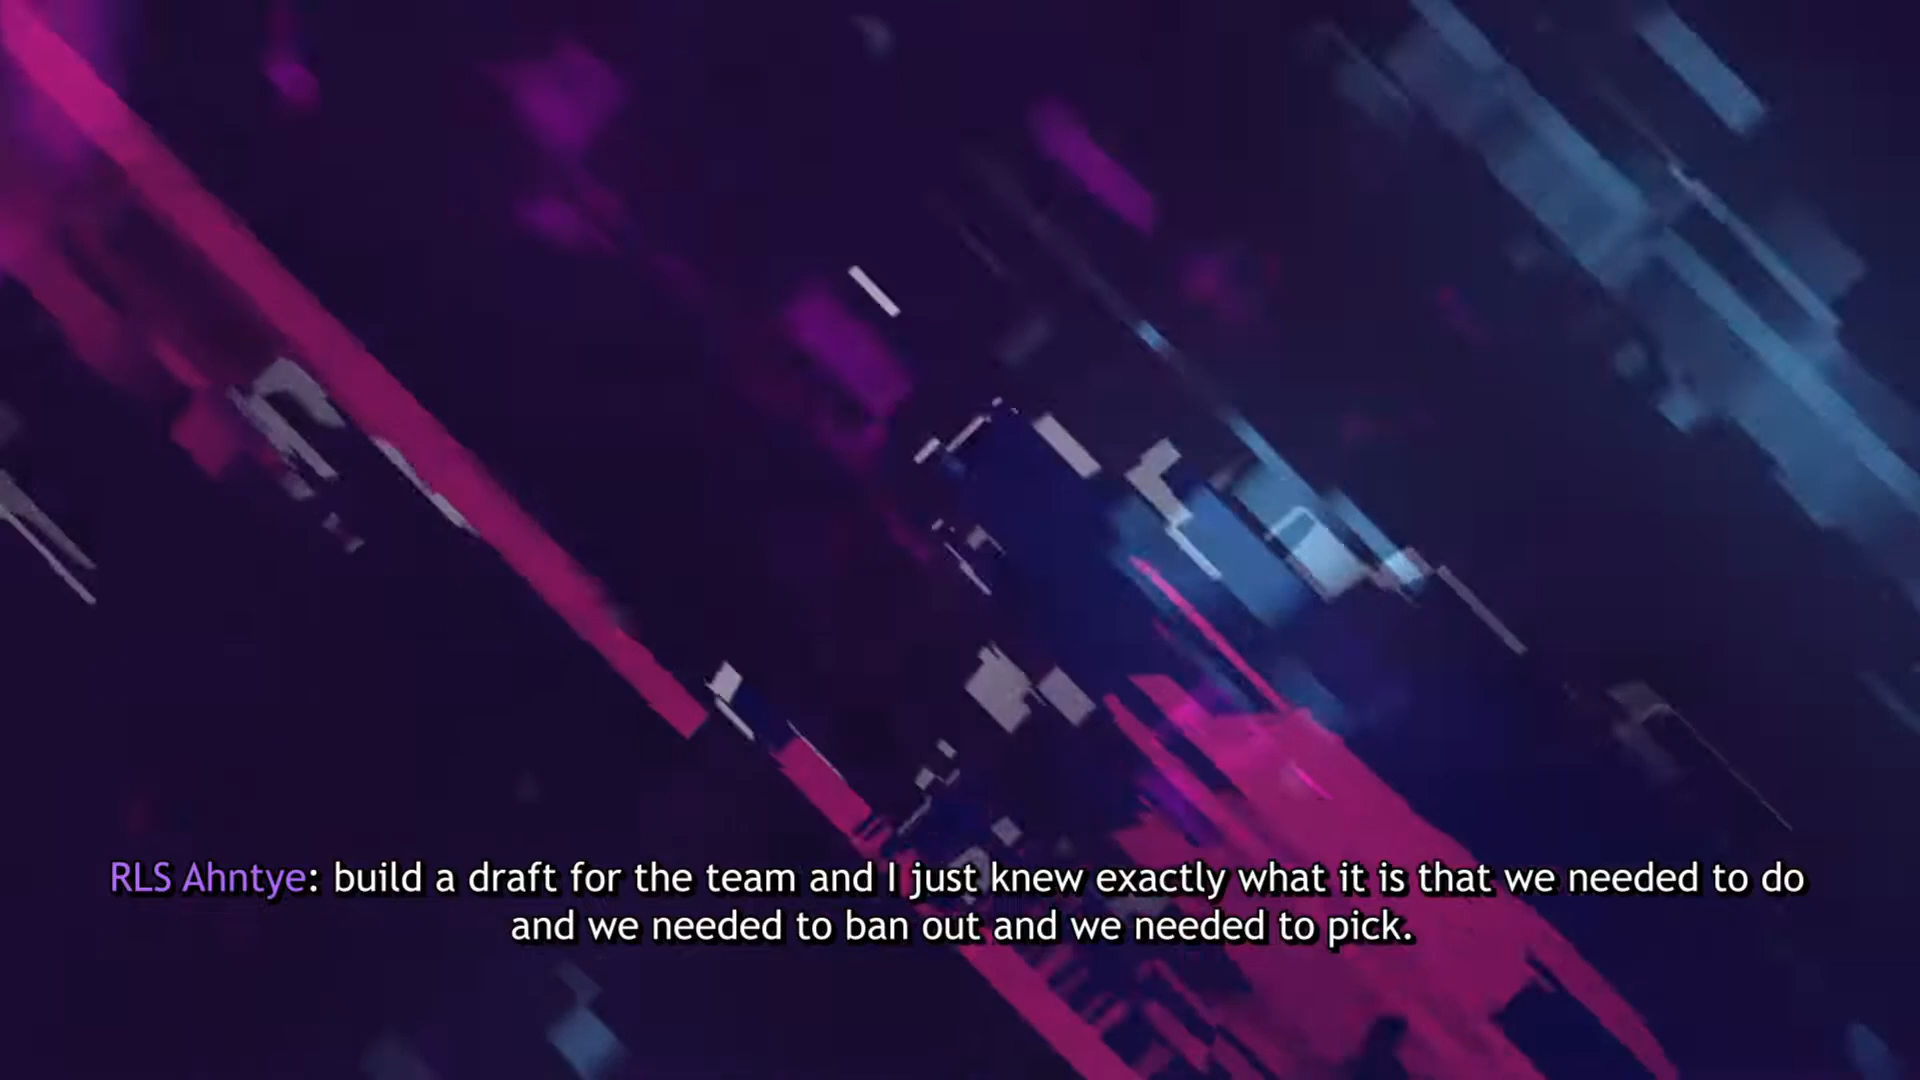 RLS Ahntye: build a draft for the team and I just knew exactly what it is that we needed to do
and we needed to ban out and we needed to pick.